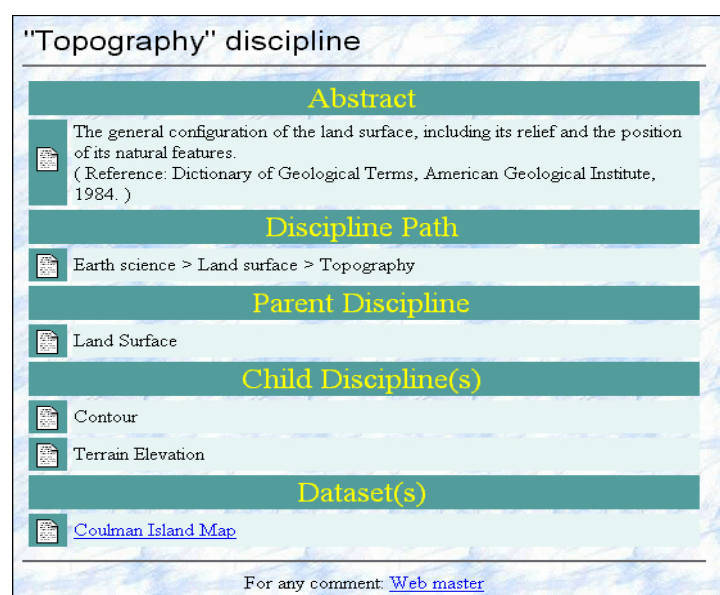 "Topography" discipline
Abstract
The general configuration of the land surface, including its relief and the position
of its natural features.
( Reference: Dictionary of Geological Terms, American Geological Institute,
1984. )
Discipline Path
Earth science > Land surface > Topography
Parent Discipline
Land Surface
Child Discipline(s)
Contour
Terrain Elevation
Dataset(s)
Coulman Island Map
For any comment: Web master